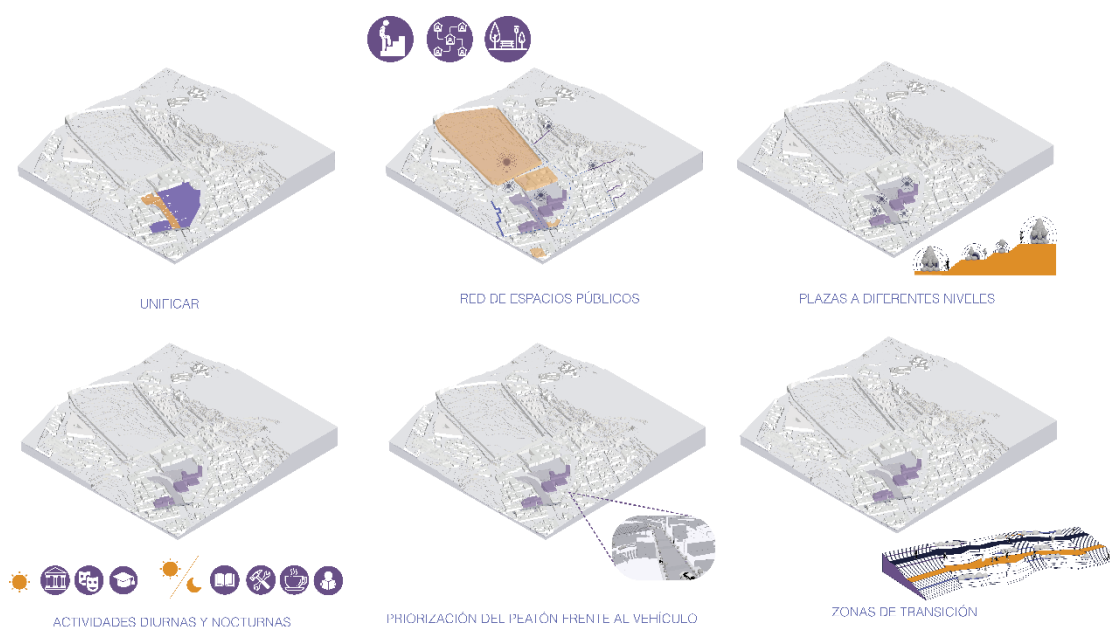 UNIFICAR
RED DE ESPACIOS PÚBLICOS
PLAZAS A DIFERENTES NIVELES
ACTIVIDADES DIURNAS Y NOCTURNAS
PRIORIZACIÓN DEL PEATÓN FRENTE AL VEHÍCULO
ZONAS DE TRANSICIÓN